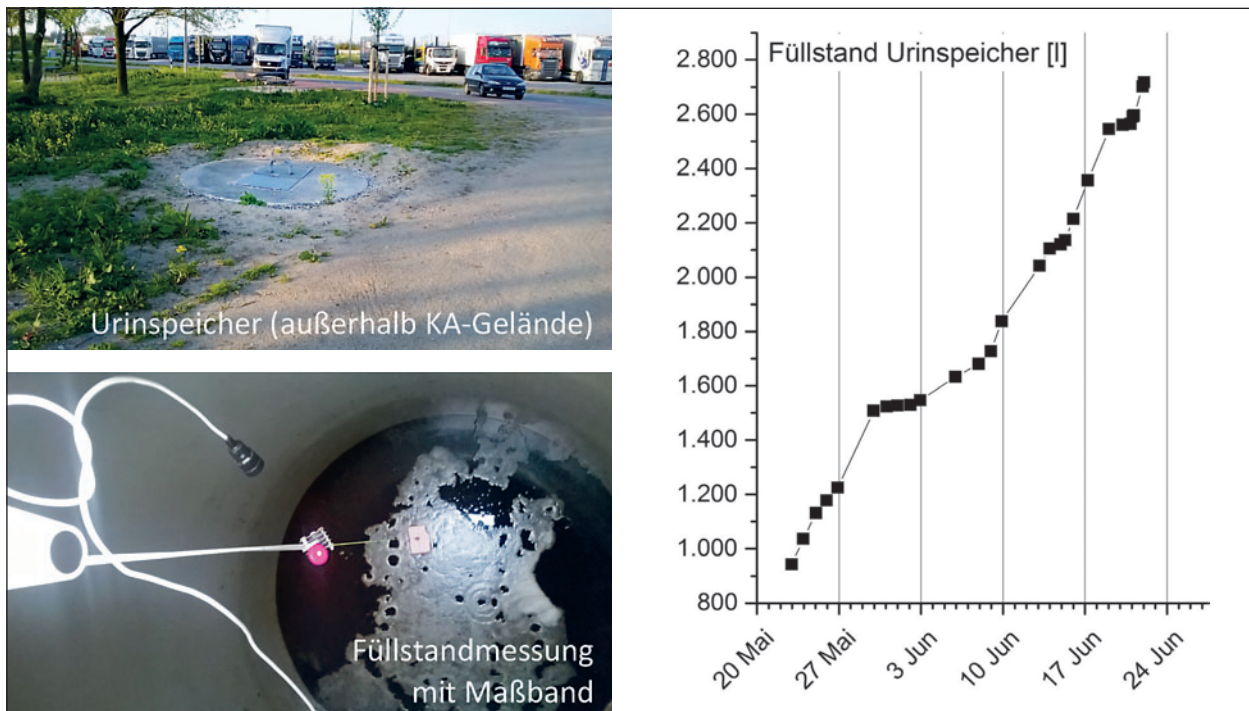 Urinspeicher (außerhalb KA-Gelände)
Füllstandmessung
mit Maßband
Füllstand Urinspeicher [l]
2.800
2.600
2.400
2.200
2.000
1.800
1.600
1.400
1.200
1.000
800
20 Mai
27 Mai
3 Jun
10 Jun
17 Jun
24 Jun